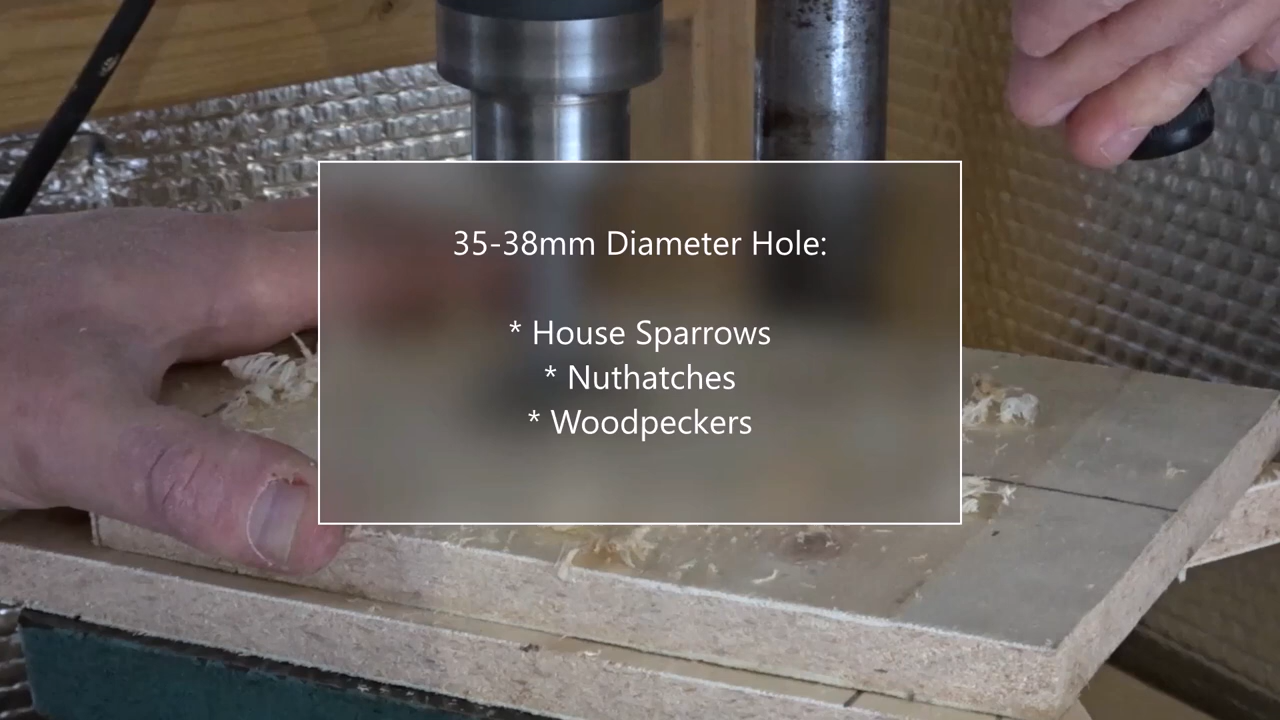 35-38mm Diameter Hole:
* House Sparrows
* Nuthatches
* Woodpeckers